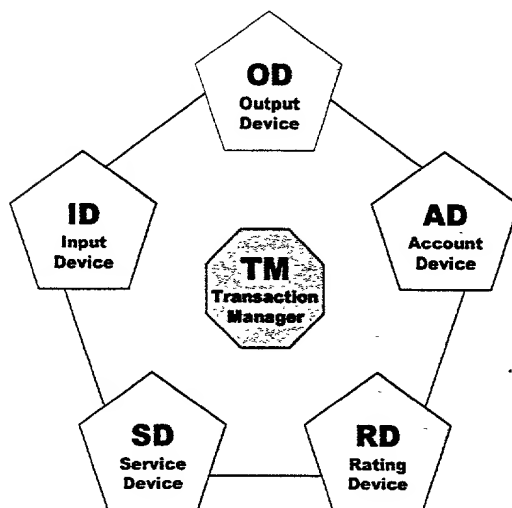 OD
Output
Device
ID
Input
Device
AD
Account
Device
TM
Transaction
Manager
SD
Service
Device
RD
Rating
Device